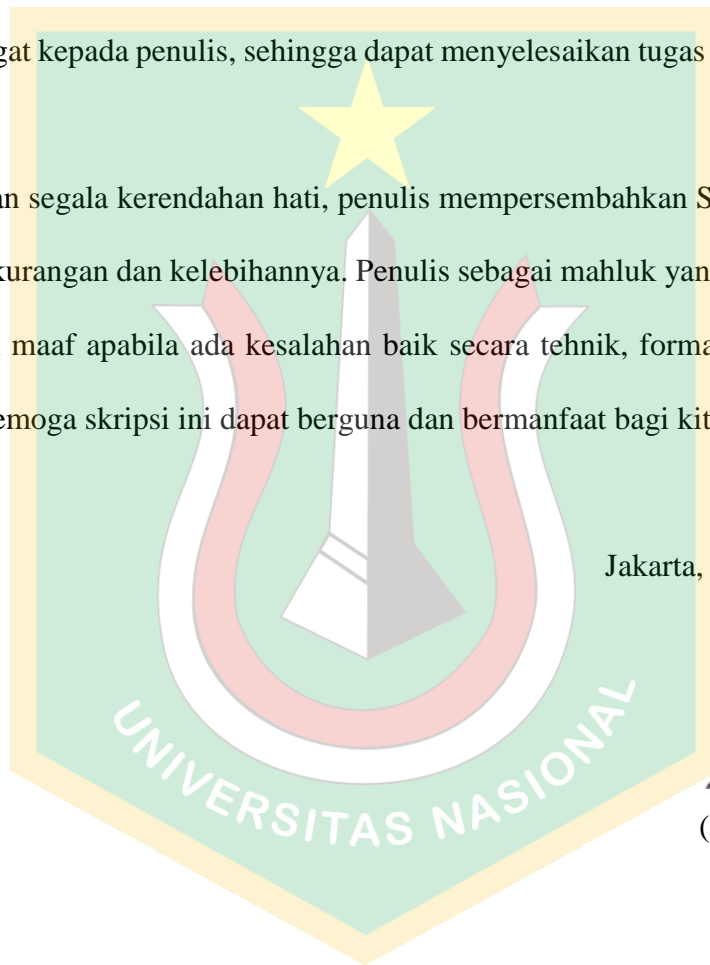 gat kepada penulis, sehingga dapat menyelesaikan tugas
an segala kerendahan hati, penulis mempersembahkan S
kurangan dan kelebihannya. Penulis sebagai mahluk yan
maaf apabila ada kesalahan baik secara tehnik, forma
emoga skripsi ini dapat berguna dan bermanfaat bagi kit
Jakarta,
UNIVERSITAS NASIONAL
(